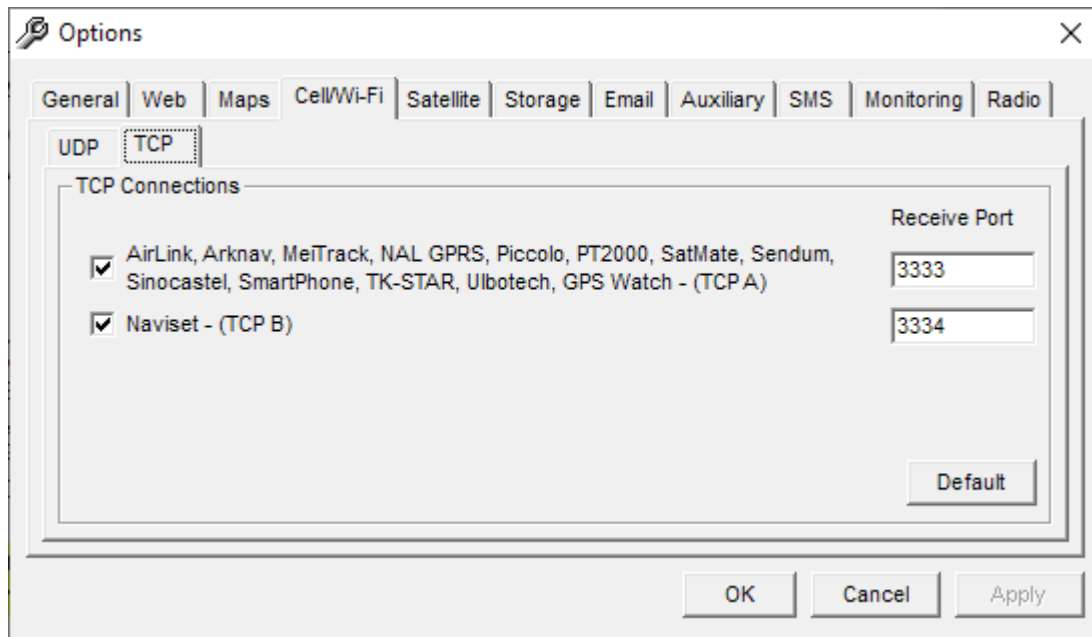 Options
General Web Maps Cell/Wi-Fi Satellite Storage Email Auxiliary SMS Monitoring Radio
UDP TCP
TCP Connections
Receive Port
AirLink, Arknav, MeiTrack, NAL GPRS, Piccolo, PT2000, SatMate, Sendum,
Sinocastel, SmartPhone, TK-STAR, Ulbotech, GPS Watch - (TCP A)
3333
Naviset - (TCP B)
3334
Default
OK Cancel Apply